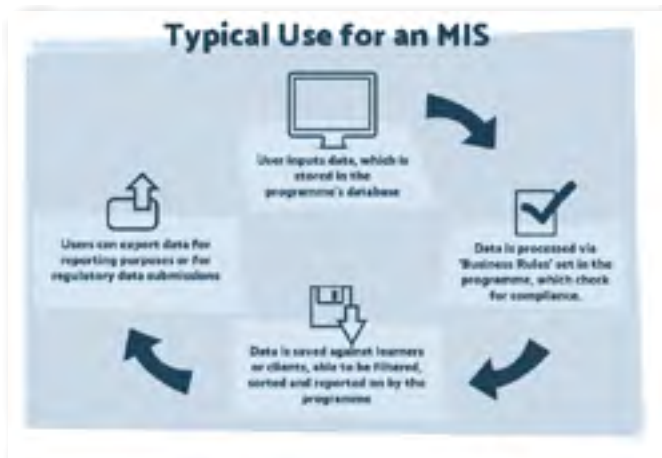 Typical Use for an MIS
User inputs data, which is
stored in the
programme's database
Data is processed via
'Business Rules' set in the
programme, which check
for compliance.
Data is saved against learners
or clients, able to be filtered,
sorted and reported on by the
programme
Users can export data for
reporting purposes or for
regulatory data submissions